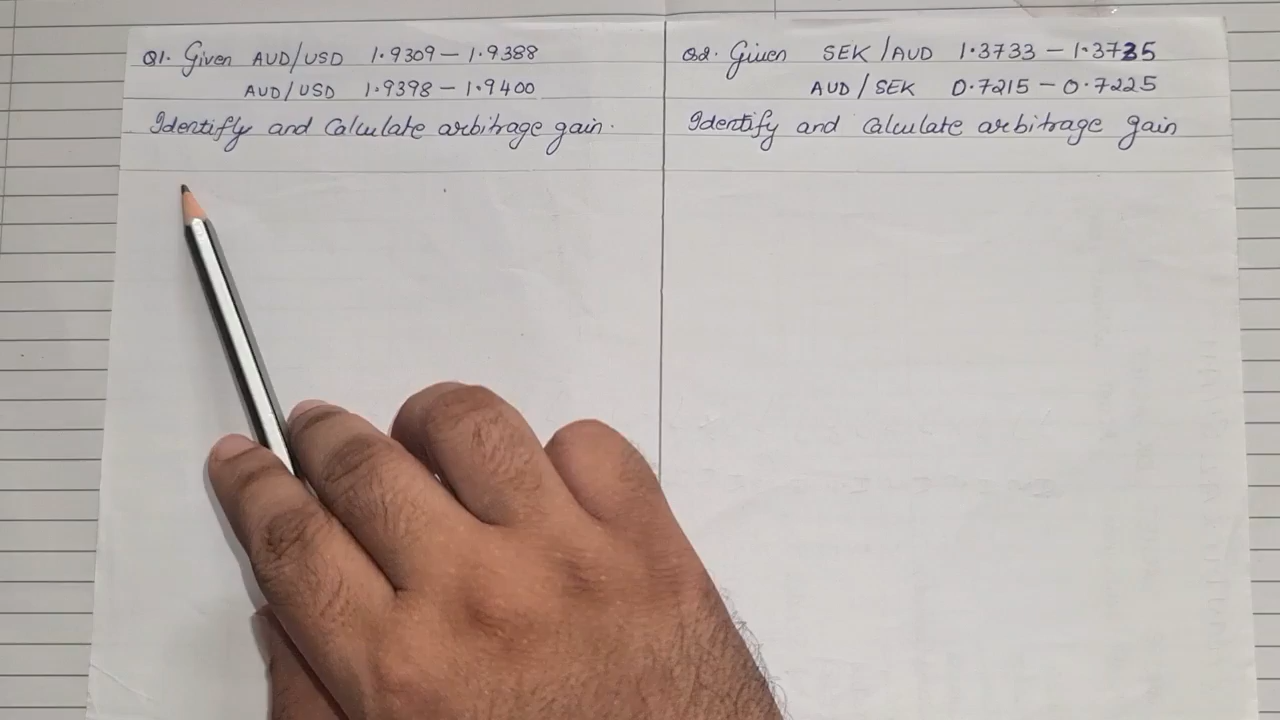 Q1. Given AUD/USD 1.9309 – 1.9388
AUD/USD 1.9398 – 1.9400
Identifly and Calculate arbitrage gain.
Q2. Given SEK/AUD 1.3733 – 1.3735
AUD/SEK 0.7215 – 0.7225
Identify and Calculate arbitrage gain